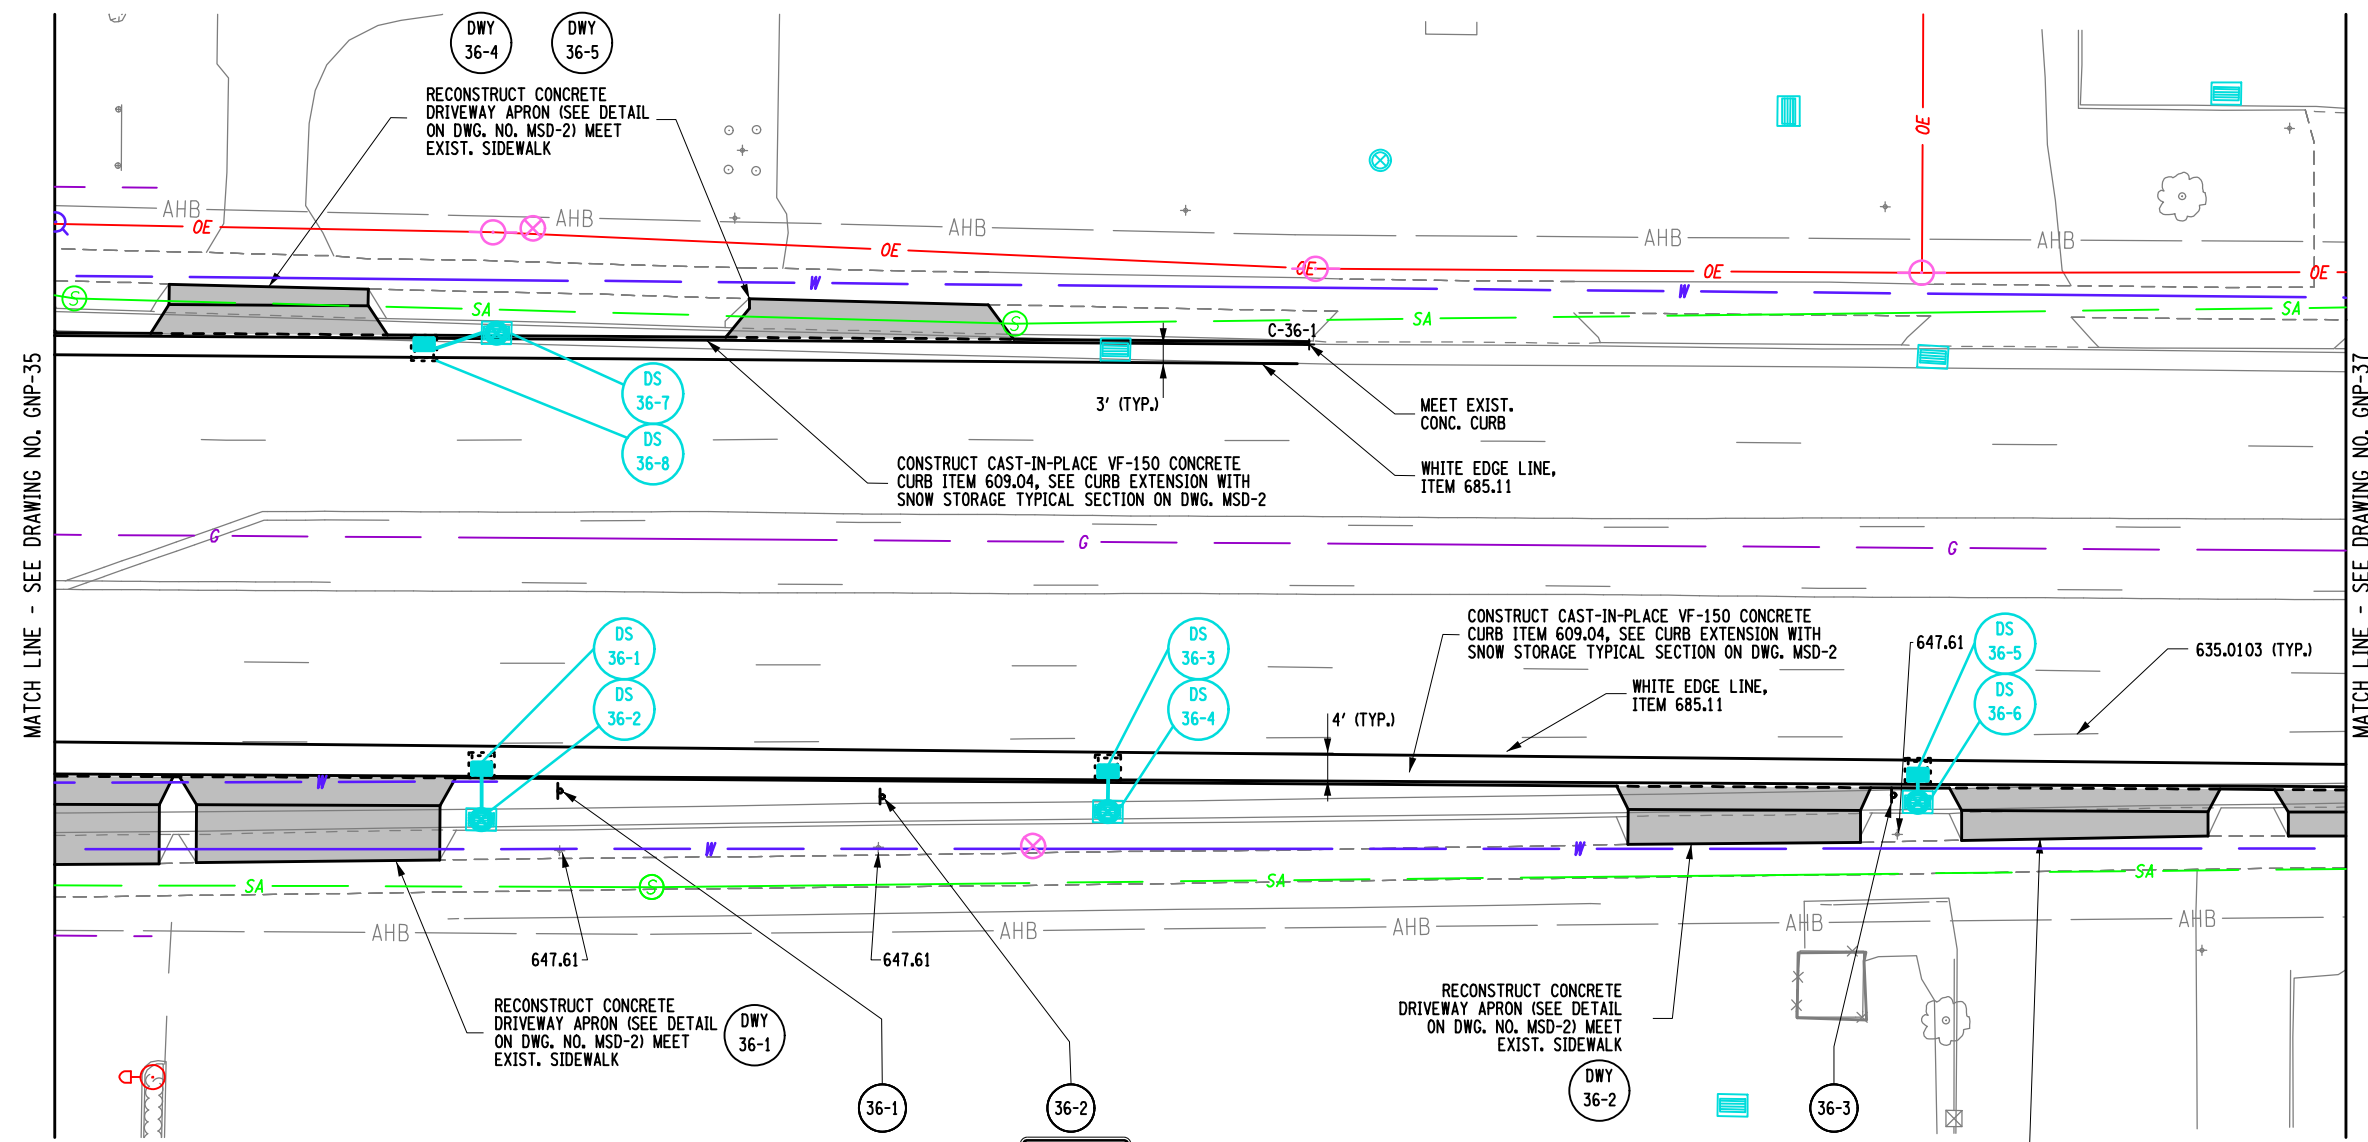 DWY
36-4
DWY
36-5
RECONSTRUCT CONCRETE
DRIVEWAY APRON (SEE DETAIL
ON DWG. NO. MSD-2) MEET
EXIST. SIDEWALK
OE
AHB
AHB
AHB
AHB
AHB
OE
OE
OE
OE
OE
W
W
S
SA
S
SA
SA
C-36-1
DS
36-7
DS
36-8
3' (TYP.)
MEET EXIST.
CONC. CURB
CONSTRUCT CAST-IN-PLACE VF-150 CONCRETE
CURB ITEM 609.04, SEE CURB EXTENSION WITH
SNOW STORAGE TYPICAL SECTION ON DWG. MSD-2
WHITE EDGE LINE,
ITEM 685.11
MATCH LINE - SEE DRAWING NO. GNP-35
MATCH LINE - SEE DRAWING NO. GNP-37
G
G
G
DS
36-1
DS
36-2
DS
36-3
DS
36-4
CONSTRUCT CAST-IN-PLACE VF-150 CONCRETE
CURB ITEM 609.04, SEE CURB EXTENSION WITH
SNOW STORAGE TYPICAL SECTION ON DWG. MSD-2
647.61
DS
36-5
DS
36-6
635.0103 (TYP.)
WHITE EDGE LINE,
ITEM 685.11
4' (TYP.)
W
W
W
SA
S
SA
SA
AHB
AHB
AHB
AHB
AHB
647.61
647.61
RECONSTRUCT CONCRETE
DRIVEWAY APRON (SEE DETAIL
ON DWG. NO. MSD-2) MEET
EXIST. SIDEWALK
DWY
36-1
RECONSTRUCT CONCRETE
DRIVEWAY APRON (SEE DETAIL
ON DWG. NO. MSD-2) MEET
EXIST. SIDEWALK
DWY
36-2
36-1
36-2
36-3